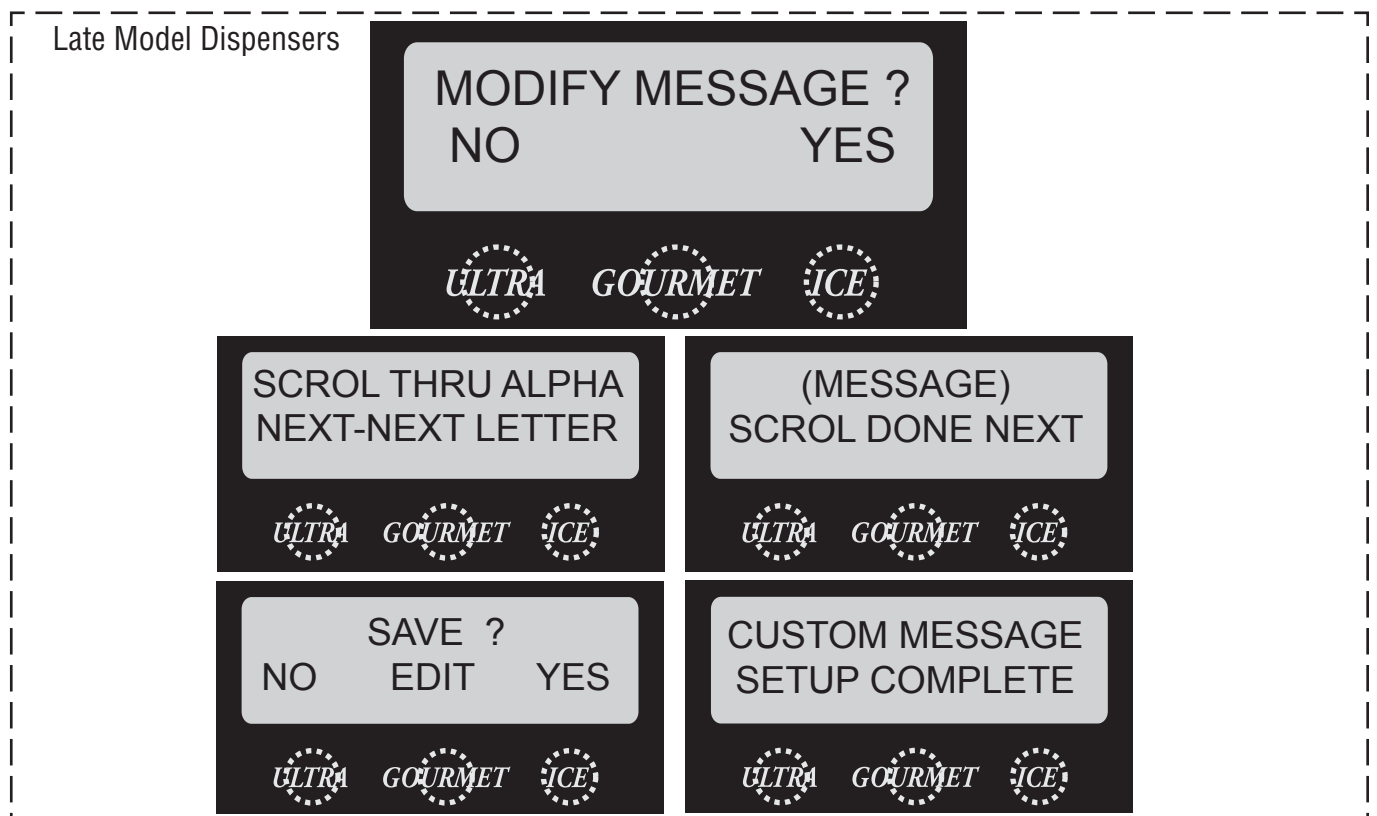 Late Model Dispensers
MODIFY MESSAGE ?
NO YES
ULTRA GOURMET ICE
SCROL THRU ALPHA
NEXT-NEXT LETTER
ULTRA GOURMET ICE
(MESSAGE)
SCROL DONE NEXT
ULTRA GOURMET ICE
SAVE ?
NO EDIT YES
ULTRA GOURMET ICE
CUSTOM MESSAGE
SETUP COMPLETE
ULTRA GOURMET ICE